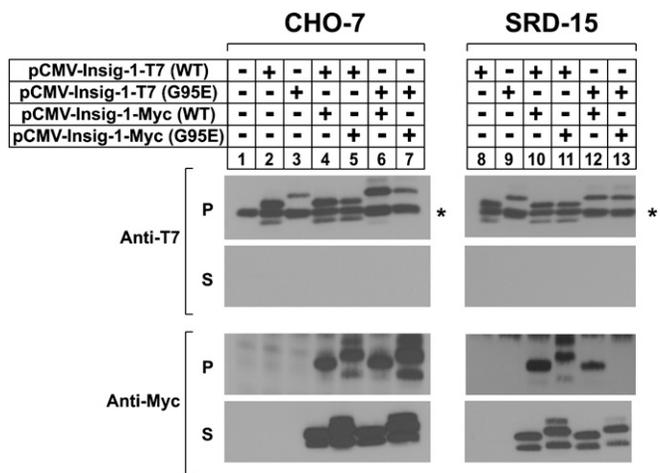 CHO-7 SRD-15
pCMV-Insig-1-T7 (WT) - + - + + - - + - + + - -
pCMV-Insig-1-T7 (G95E) - - + - - + + - + - - + +
pCMV-Insig-1-Myc (WT) - - - + - + - - - + - + -
pCMV-Insig-1-Myc (G95E) - - - - + - + - - - + - +
1 2 3 4 5 6 7 8 9 10 11 12 13
Anti-T7
P * *
S
Anti-Myc
P
S